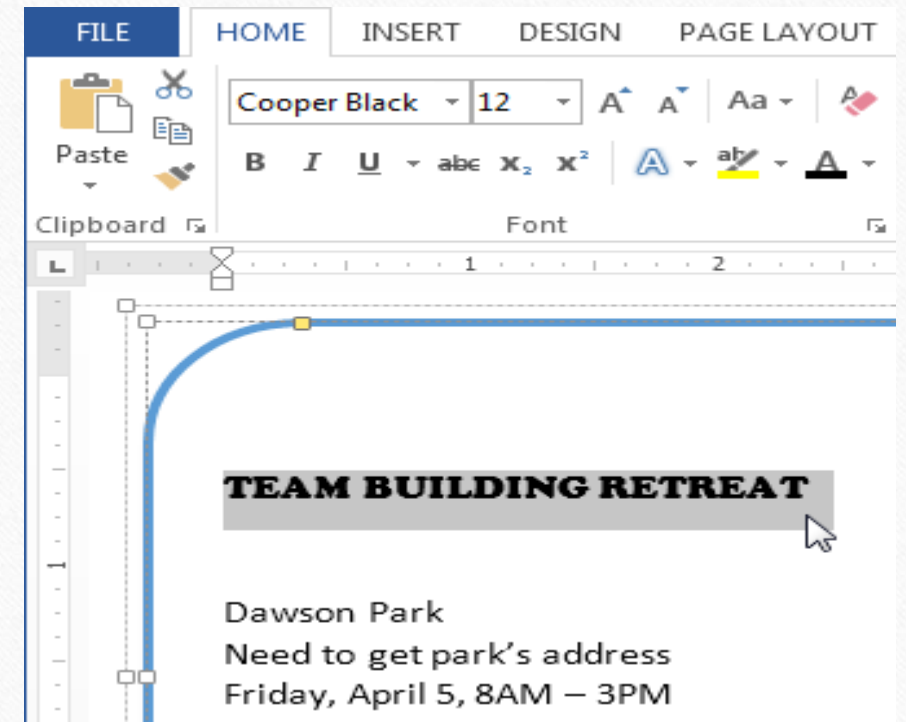 FILE HOME INSERT DESIGN PAGE LAYOUT
Cooper Black 12 A A Aa A
Paste
B I U abc X₂ X² A ab A
Clipboard Font
L 1 2
1
TEAM BUILDING RETREAT
Dawson Park
Need to get park's address
Friday, April 5, 8AM – 3PM